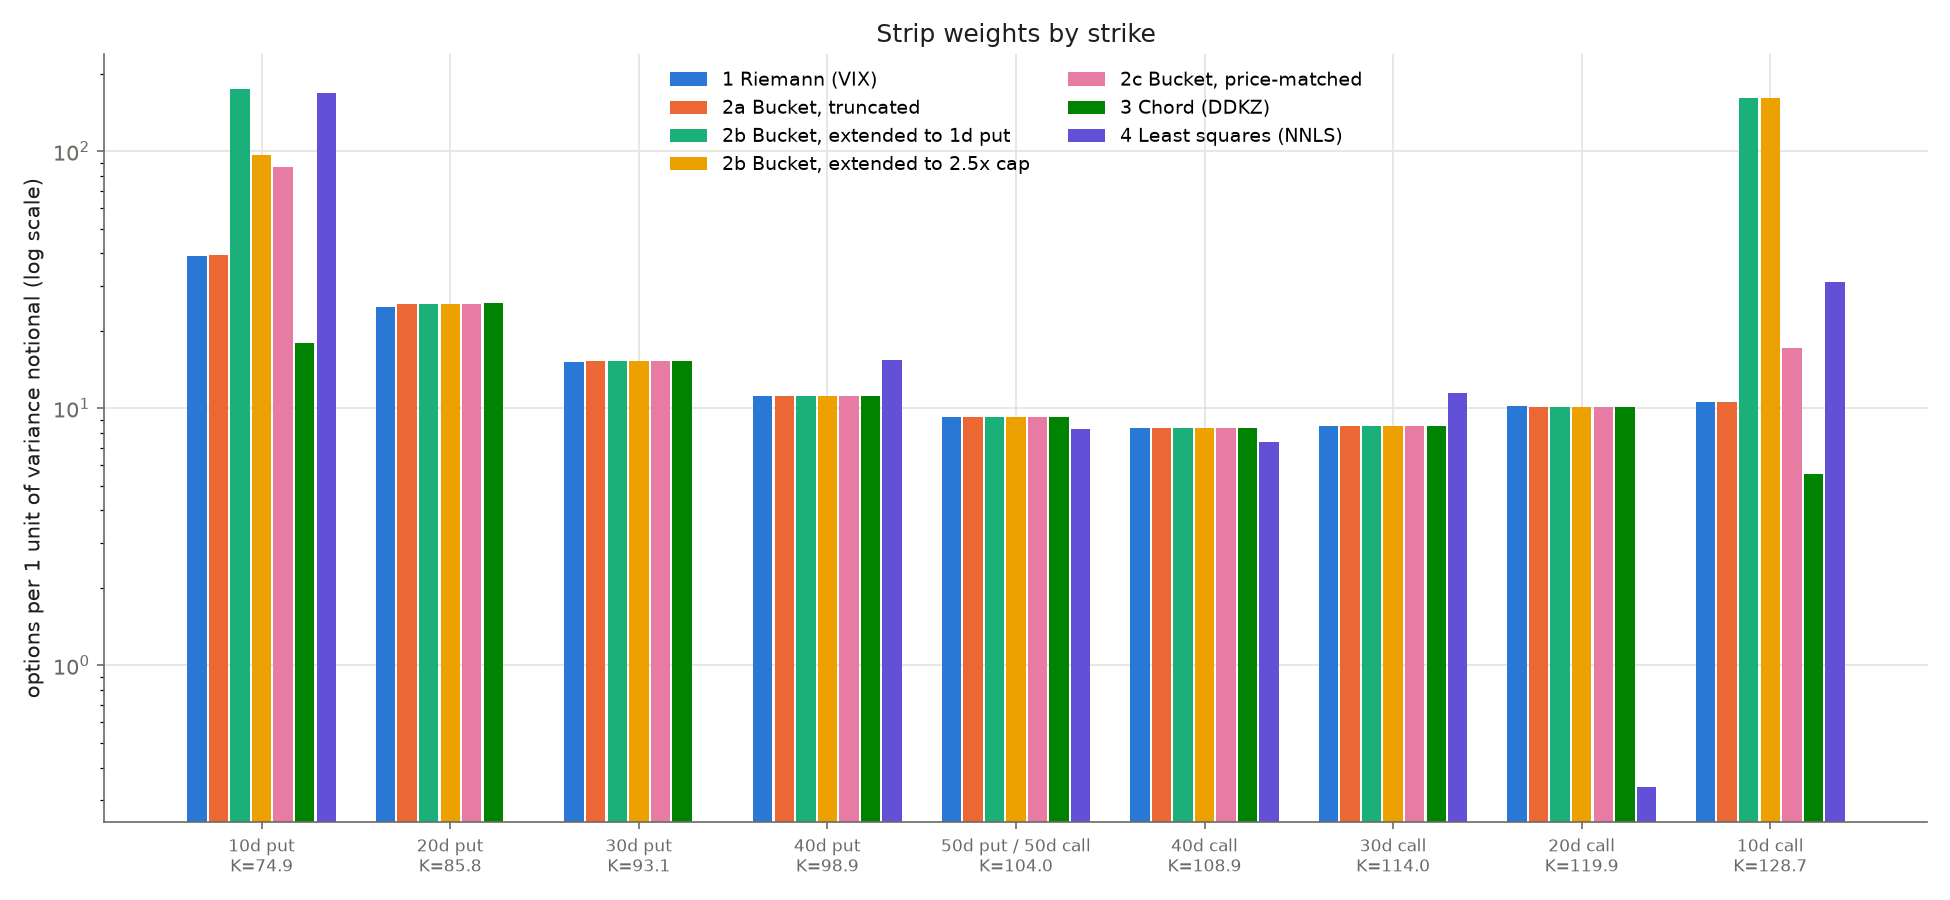 Strip weights by strike
1 Riemann (VIX)
2a Bucket, truncated
2b Bucket, extended to 1d put
2b Bucket, extended to 2.5x cap
2c Bucket, price-matched
3 Chord (DDKZ)
4 Least squares (NNLS)
options per 1 unit of variance notional (log scale)
10²
10¹
10⁰
10d put
K=74.9
20d put
K=85.8
30d put
K=93.1
40d put
K=98.9
50d put / 50d call
K=104.0
40d call
K=108.9
30d call
K=114.0
20d call
K=119.9
10d call
K=128.7